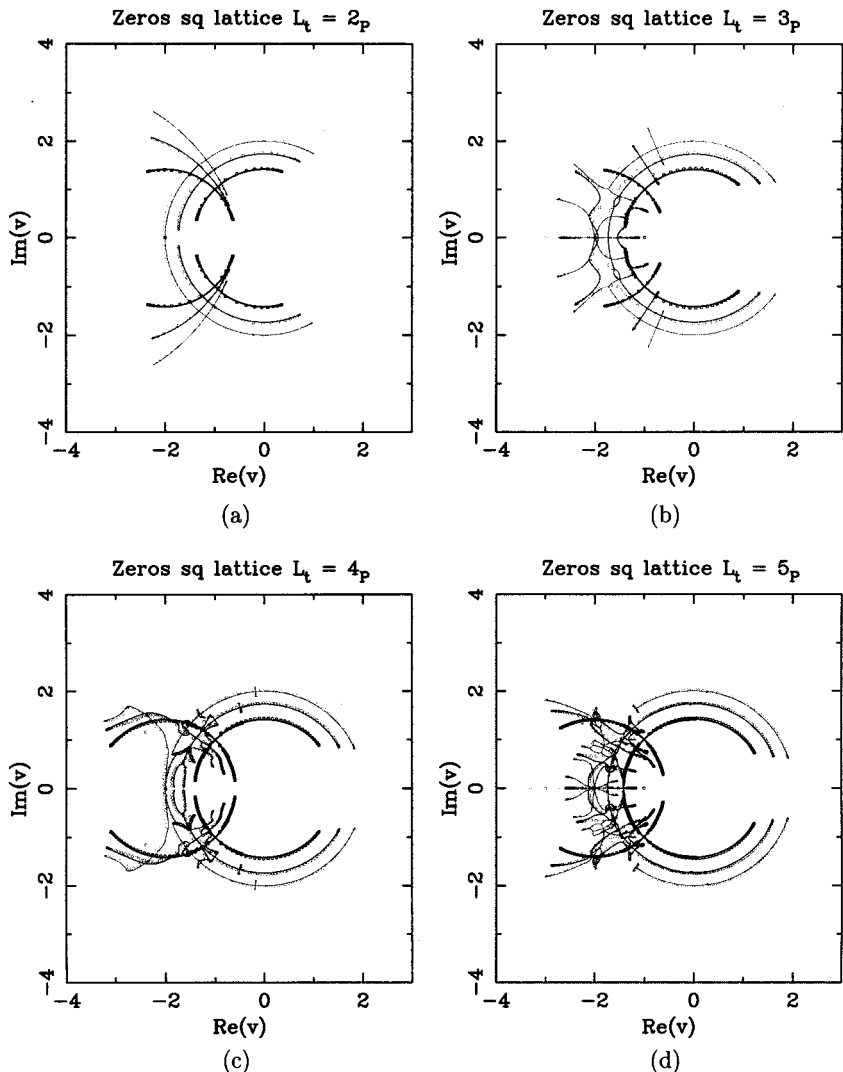 Zeros sq lattice L_t = 2_P
4
2
0
−2
−4
Im(v)
−4 −2 0 2
Re(v)
(a)
Zeros sq lattice L_t = 3_P
4
2
0
−2
−4
Im(v)
−4 −2 0 2
Re(v)
(b)
Zeros sq lattice L_t = 4_P
4
2
0
−2
−4
Im(v)
−4 −2 0 2
Re(v)
(c)
Zeros sq lattice L_t = 5_P
4
2
0
−2
−4
Im(v)
−4 −2 0 2
Re(v)
(d)